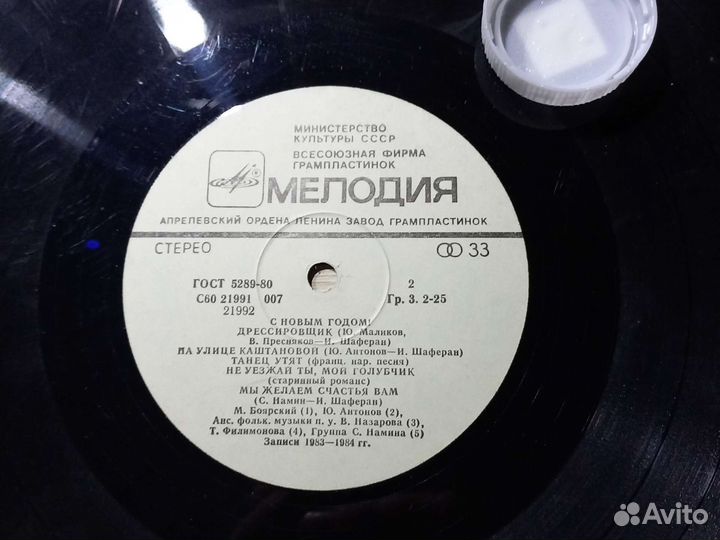 МИНИСТЕРСТВО
КУЛЬТУРЫ СССР
ВСЕСОЮЗНАЯ ФИРМА
ГРАМПЛАСТИНОК
МЕЛОДИЯ
АПРЕЛЕВСКИЙ ОРДЕНА ЛЕНИНА ЗАВОД ГРАМПЛАСТИНОК
СТЕРЕО 33
ГОСТ 5289-80 2
С60 21991 007 Гр. 3. 2-25
21992
С НОВЫМ ГОДОМ!
ДРЕССИРОВЩИК (Ю. Маликов,
В. Пресняков—И. Шаферан)
НА УЛИЦЕ КАШТАНОВОЙ (Ю. Антонов—И. Шаферан)
ТАНЕЦ УТЯТ (франц. нар. песня)
НЕ УЕЗЖАЙ ТЫ, МОЙ ГОЛУБЧИК
(старинный романс)
МЫ ЖЕЛАЕМ СЧАСТЬЯ ВАМ
(С. Намин—И. Шаферан)
М. Боярский (1), Ю. Антонов (2),
Анс. фольк. музыки п. у В. Назарова (3),
Т. Филимонова (4), Группа С. Намина (5)
Записи 1983—1984 гг.
Avito